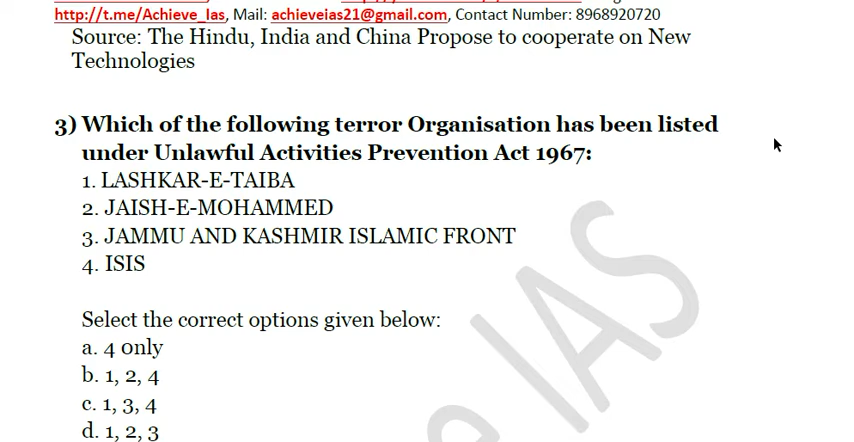 http://t.me/Achieve_Ias, Mail: achieveias21@gmail.com, Contact Number: 8968920720
Source: The Hindu, India and China Propose to cooperate on New
Technologies
3) Which of the following terror Organisation has been listed
under Unlawful Activities Prevention Act 1967:
1. LASHKAR-E-TAIBA
2. JAISH-E-MOHAMMED
3. JAMMU AND KASHMIR ISLAMIC FRONT
4. ISIS
Select the correct options given below:
a. 4 only
b. 1, 2, 4
c. 1, 3, 4
d. 1, 2, 3
IAS